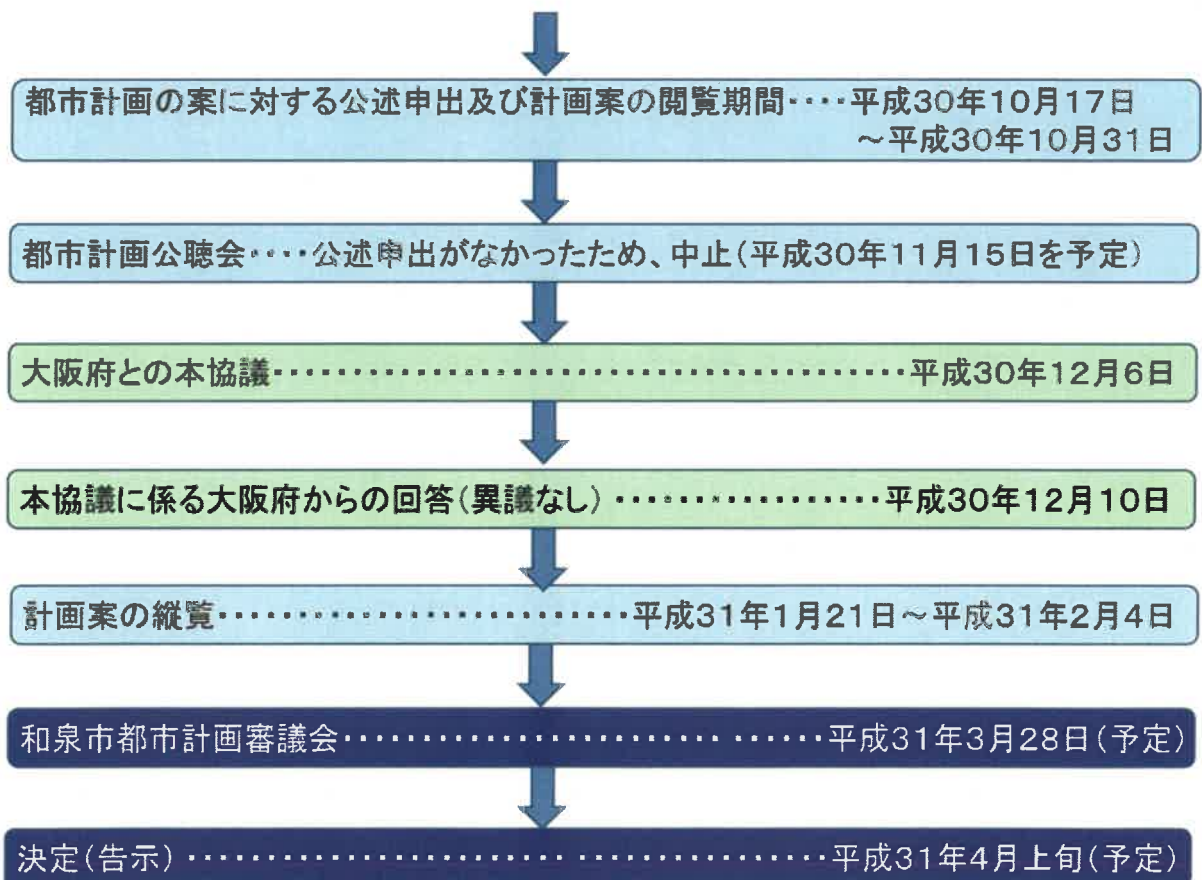 都市計画の案に対する公述申出及び計画案の閲覧期間・・・・平成30年10月17日
～平成30年10月31日
都市計画公聴会・・・・公述申出がなかったため、中止(平成30年11月15日を予定)
大阪府との本協議・・・・・・・・・・・・・・・・・・・・・・・・・・・・・・・・・・・・平成30年12月6日
本協議に係る大阪府からの回答(異議なし)・・・・・・・・・・・・・・・・・平成30年12月10日
計画案の縦覧・・・・・・・・・・・・・・・・・・・・・・・・・・平成31年1月21日～平成31年2月4日
和泉市都市計画審議会・・・・・・・・・・・・・・・・・・・・・・・・ ・・・・・・平成31年3月28日(予定)
決定(告示)・・・・・・・・・・・・・・・・・・・・・・・・ ・・・・・・・・・・・・・・・・平成31年4月上旬(予定)